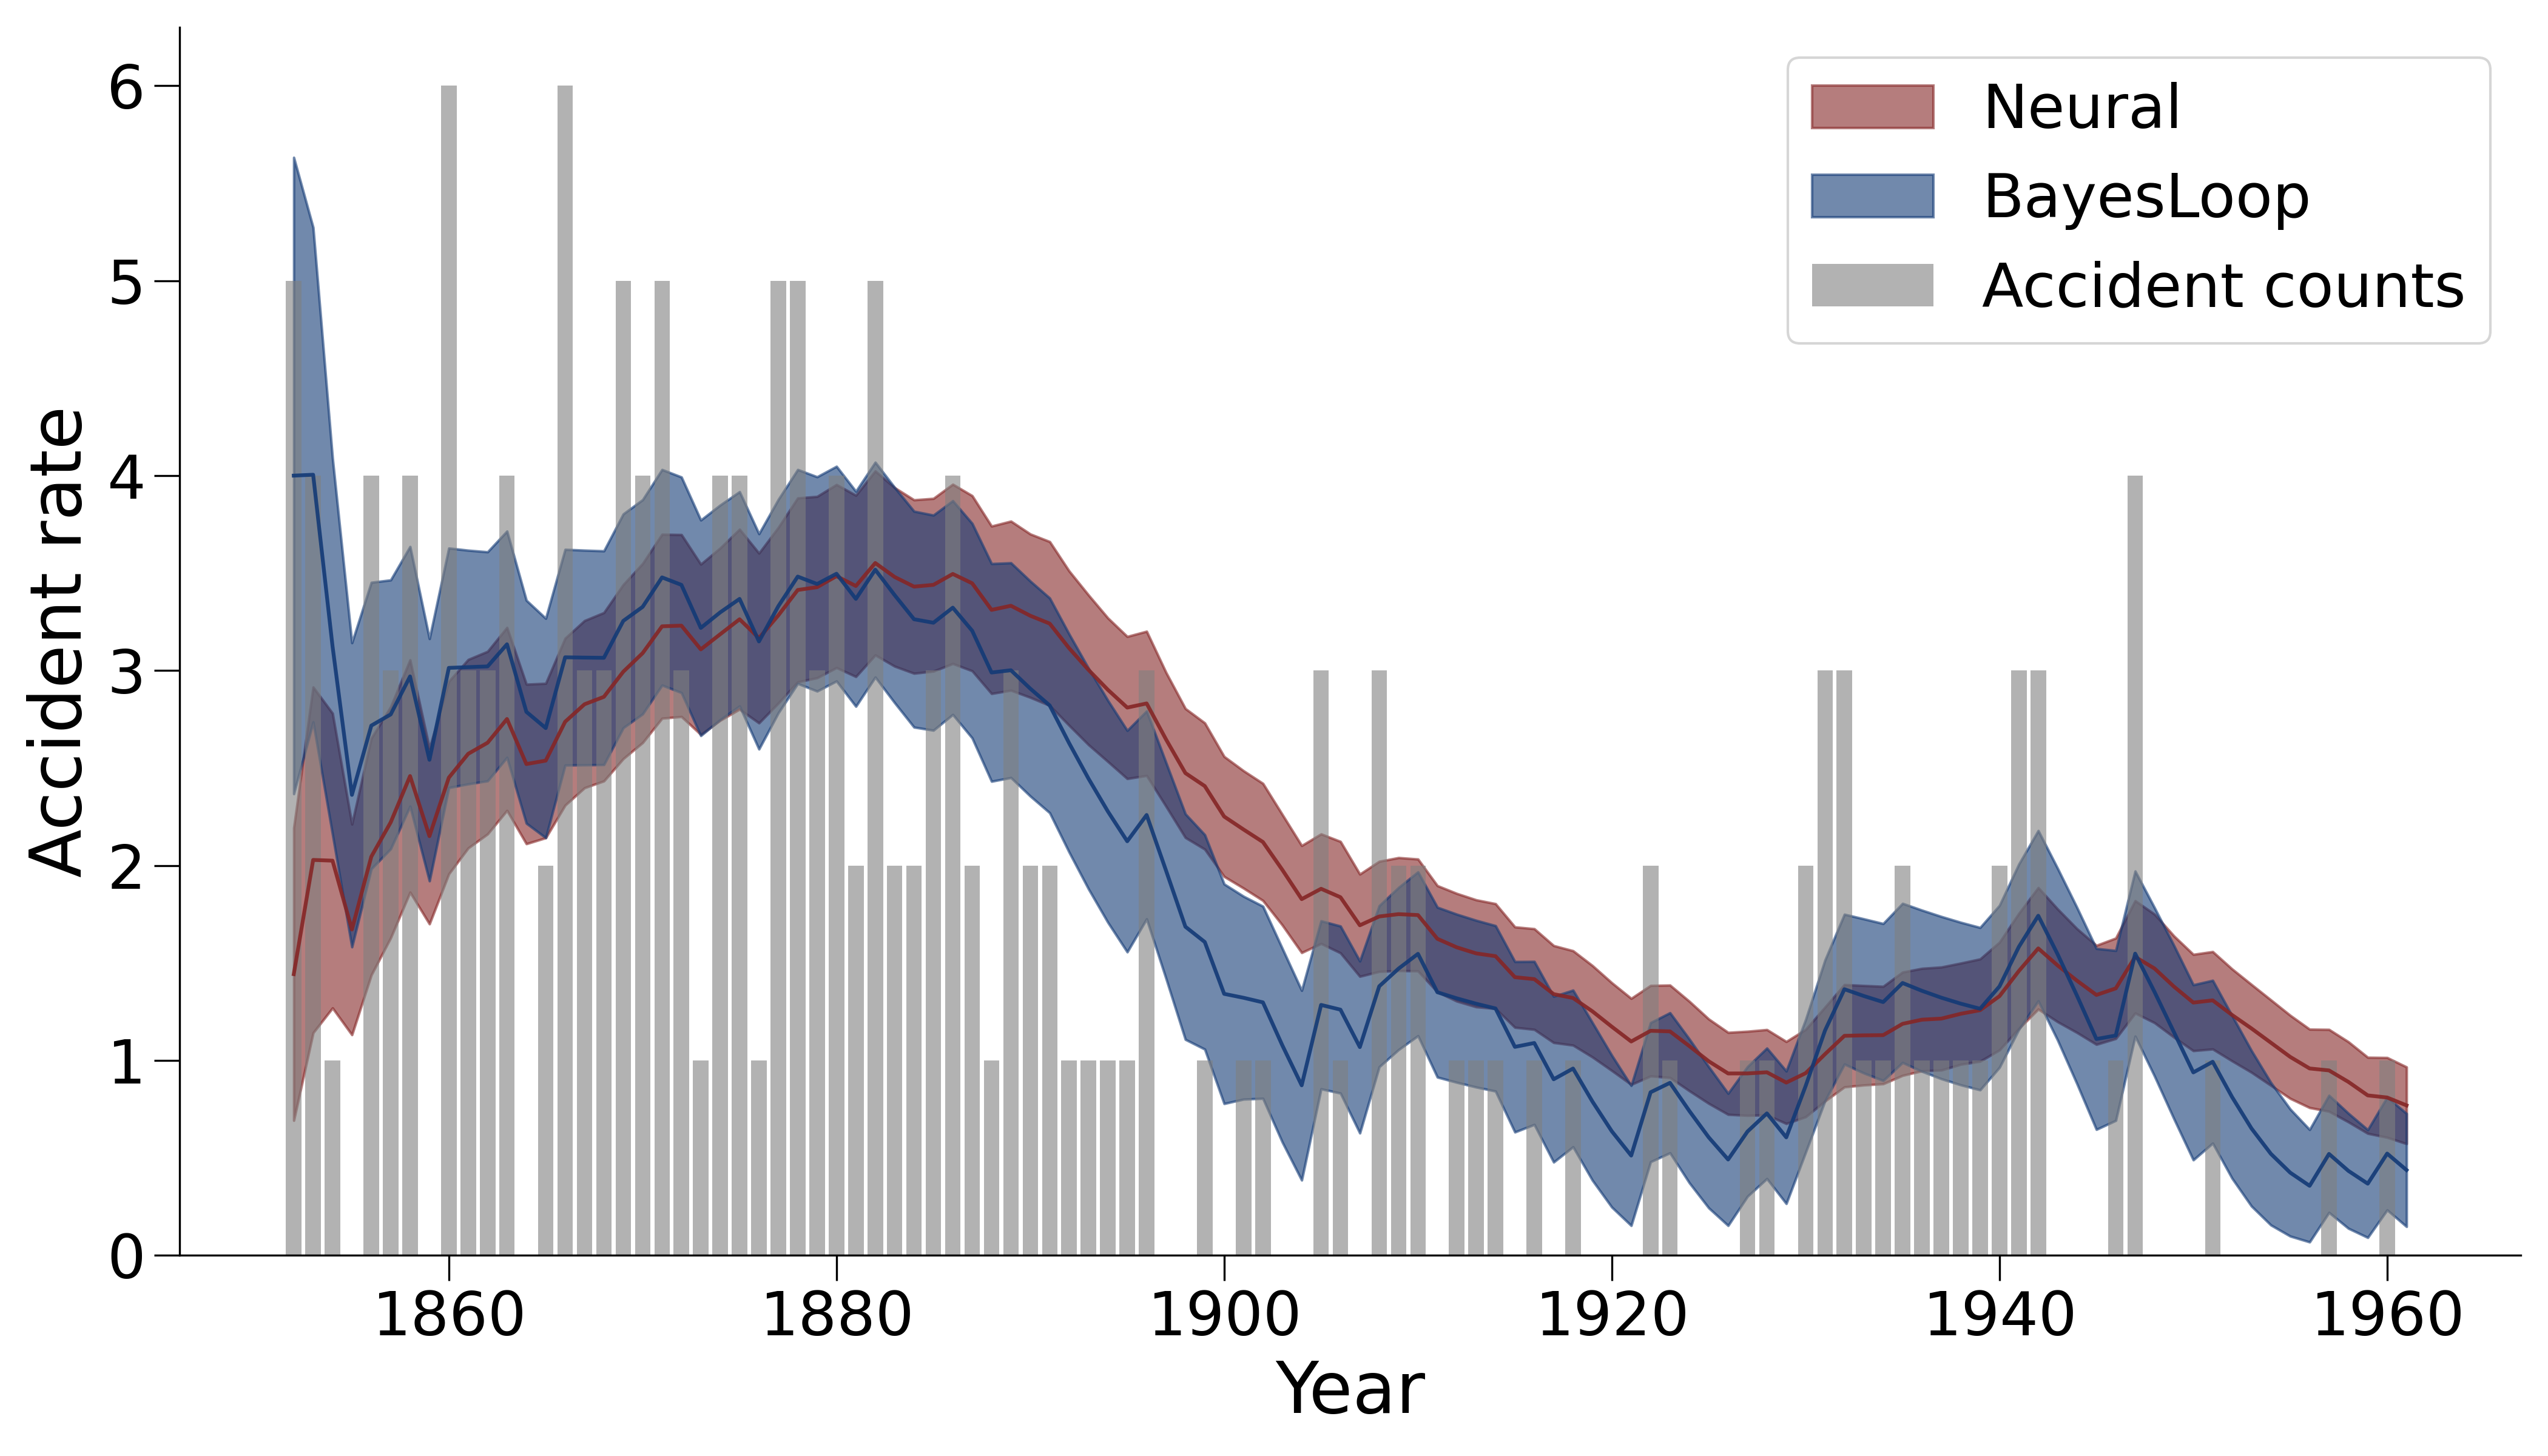 Neural
BayesLoop
Accident counts
Accident rate
6
5
4
3
2
1
0
1860 1880 1900 1920 1940 1960
Year